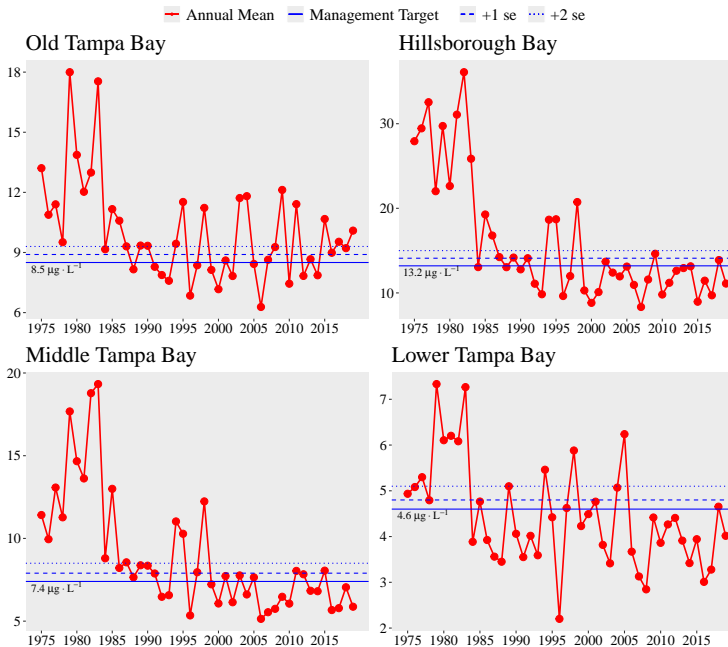 Annual Mean Management Target +1 se +2 se
Old Tampa Bay
18
15
12
9
6
8.5 μg · L⁻¹
1975 1980 1985 1990 1995 2000 2005 2010 2015
Hillsborough Bay
30
20
10
13.2 μg · L⁻¹
1975 1980 1985 1990 1995 2000 2005 2010 2015
Middle Tampa Bay
20
15
10
5
7.4 μg · L⁻¹
1975 1980 1985 1990 1995 2000 2005 2010 2015
Lower Tampa Bay
7
6
5
4
3
2
4.6 μg · L⁻¹
1975 1980 1985 1990 1995 2000 2005 2010 2015